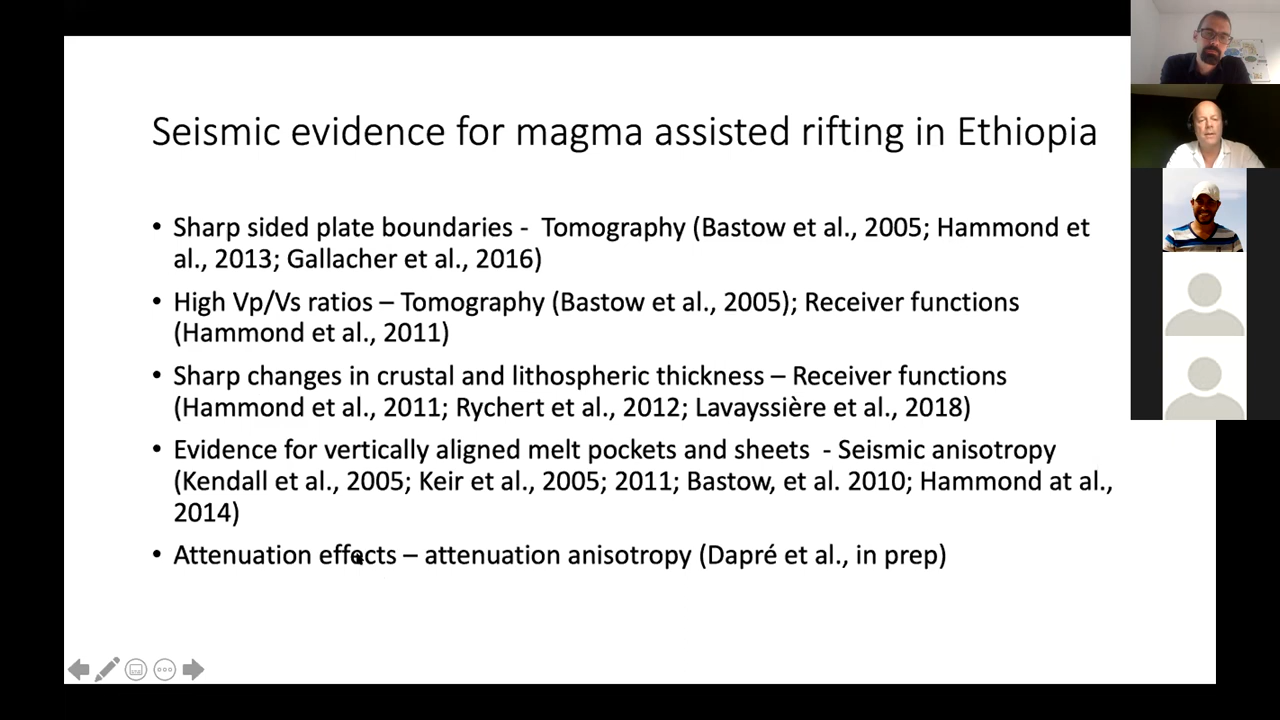 Seismic evidence for magma assisted rifting in Ethiopia
• Sharp sided plate boundaries - Tomography (Bastow et al., 2005; Hammond et
al., 2013; Gallacher et al., 2016)
• High Vp/Vs ratios – Tomography (Bastow et al., 2005); Receiver functions
(Hammond et al., 2011)
• Sharp changes in crustal and lithospheric thickness – Receiver functions
(Hammond et al., 2011; Rychert et al., 2012; Lavayssière et al., 2018)
• Evidence for vertically aligned melt pockets and sheets - Seismic anisotropy
(Kendall et al., 2005; Keir et al., 2005; 2011; Bastow, et al. 2010; Hammond at al.,
2014)
• Attenuation effects – attenuation anisotropy (Dapré et al., in prep)